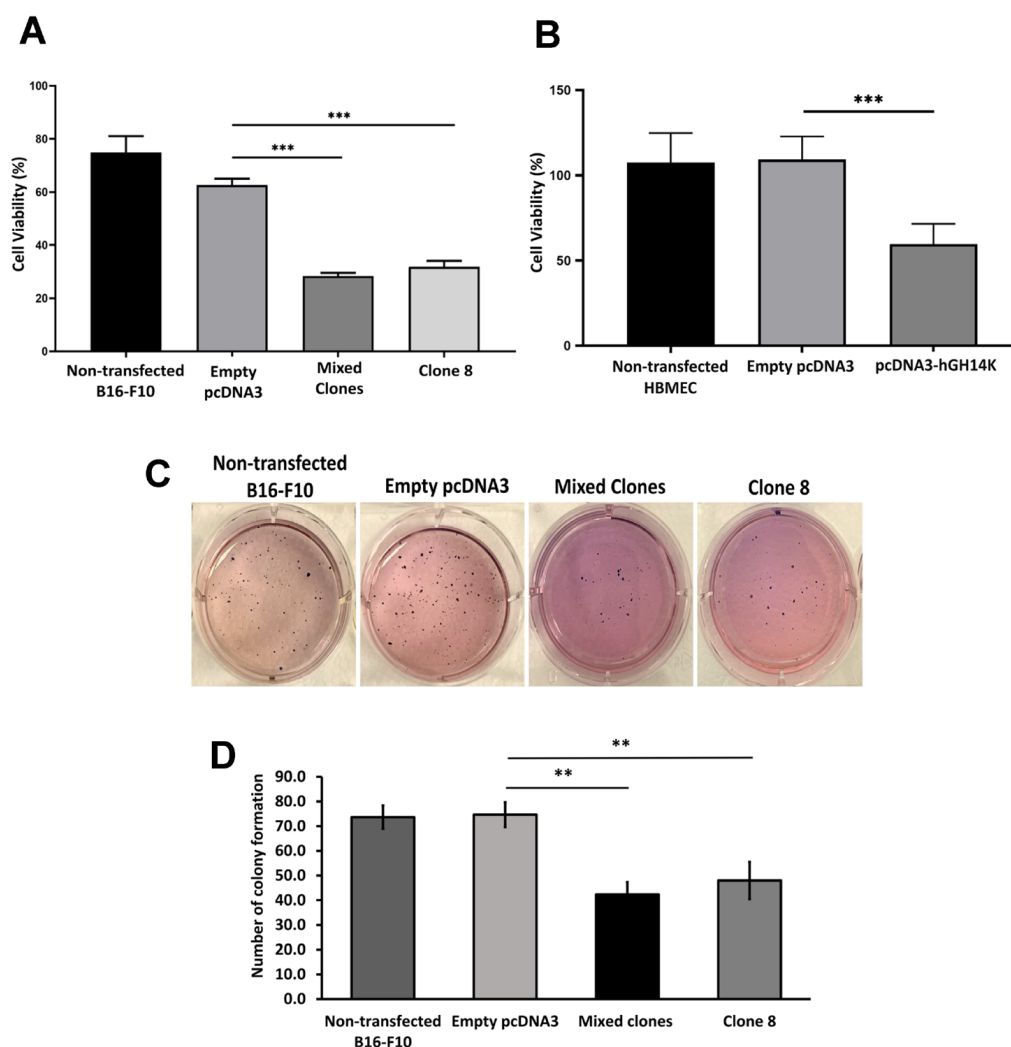 A
Cell Viability (%)
100
80
60
40
20
0
***
***
Non-transfected
B16-F10
Empty
pcDNA3
Mixed
Clones
Clone 8
B
Cell Viability (%)
150
100
50
0
***
Non-transfected
HBMEC
Empty pcDNA3
pcDNA3-hGH14K
C
Non-transfected
B16-F10
Empty pcDNA3
Mixed Clones
Clone 8
D
Number of colony formation
90.0
80.0
70.0
60.0
50.0
40.0
30.0
20.0
10.0
0.0
**
**
Non-transfected
B16-F10
Empty pcDNA3
Mixed clones
Clone 8